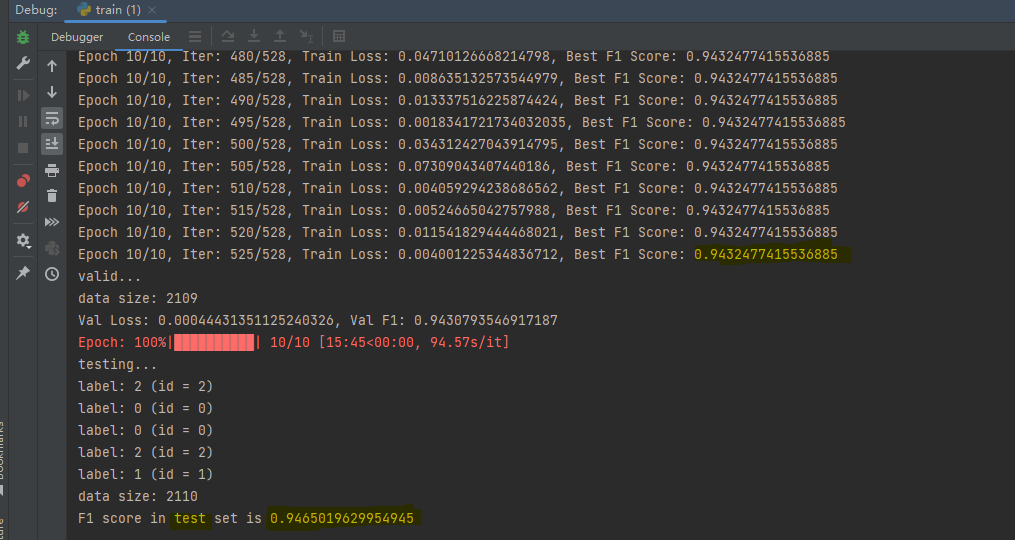 Debug: train (1)
Debugger Console
Epoch 10/10, Iter: 480/528, Train Loss: 0.04710126668214798, Best F1 Score: 0.9432477415536885
Epoch 10/10, Iter: 485/528, Train Loss: 0.008635132573544979, Best F1 Score: 0.9432477415536885
Epoch 10/10, Iter: 490/528, Train Loss: 0.013337516225874424, Best F1 Score: 0.9432477415536885
Epoch 10/10, Iter: 495/528, Train Loss: 0.0018341721734032035, Best F1 Score: 0.9432477415536885
Epoch 10/10, Iter: 500/528, Train Loss: 0.034312427043914795, Best F1 Score: 0.9432477415536885
Epoch 10/10, Iter: 505/528, Train Loss: 0.07309043407440186, Best F1 Score: 0.9432477415536885
Epoch 10/10, Iter: 510/528, Train Loss: 0.004059294238686562, Best F1 Score: 0.9432477415536885
Epoch 10/10, Iter: 515/528, Train Loss: 0.00524665042757988, Best F1 Score: 0.9432477415536885
Epoch 10/10, Iter: 520/528, Train Loss: 0.011541829444468021, Best F1 Score: 0.9432477415536885
Epoch 10/10, Iter: 525/528, Train Loss: 0.004001225344836712, Best F1 Score: 0.9432477415536885
valid...
data size: 2109
Val Loss: 0.00044431351125240326, Val F1: 0.9430793546917187
Epoch: 100%|██████████| 10/10 [15:45<00:00, 94.57s/it]
testing...
label: 2 (id = 2)
label: 0 (id = 0)
label: 0 (id = 0)
label: 2 (id = 2)
label: 1 (id = 1)
data size: 2110
F1 score in test set is 0.9465019629954945